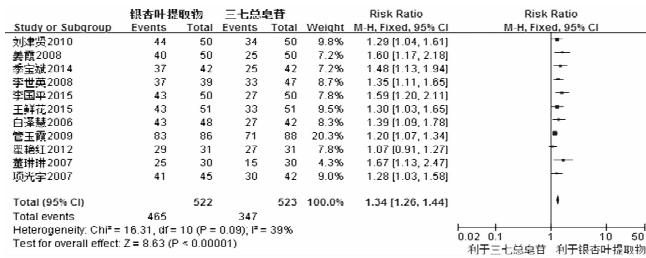 银杏叶提取物 三七总皂苷 Risk Ratio Risk Ratio
Study or Subgroup Events Total Events Total Weight M-H, Fixed, 95% CI M-H, Fixed, 95% CI
刘津贤2010 44 50 34 50 9.8% 1.29 [1.04, 1.61]
姜霞2008 40 50 25 50 7.2% 1.60 [1.17, 2.18]
季宝斌2014 37 42 25 42 7.2% 1.48 [1.13, 1.94]
李世英2008 37 39 33 47 8.6% 1.35 [1.11, 1.65]
李国平2015 43 50 27 50 7.8% 1.59 [1.20, 2.11]
王鲜花2015 43 51 33 51 9.5% 1.30 [1.03, 1.65]
白泽慧2006 43 48 27 42 8.3% 1.39 [1.09, 1.78]
管玉霞2009 83 86 71 88 20.3% 1.20 [1.07, 1.34]
翟艳红2012 29 31 27 31 7.8% 1.07 [0.91, 1.27]
董琳琳2007 25 30 15 30 4.3% 1.67 [1.13, 2.47]
项光宇2007 41 45 30 42 9.0% 1.28 [1.03, 1.58]
Total (95% CI) 522 523 100.0% 1.34 [1.26, 1.44]
Total events 465 347
Heterogeneity: Chi² = 16.31, df = 10 (P = 0.09); I² = 39%
Test for overall effect: Z = 8.63 (P < 0.00001)
0.02 0.1 1 10 50
利于三七总皂苷 利于银杏叶提取物